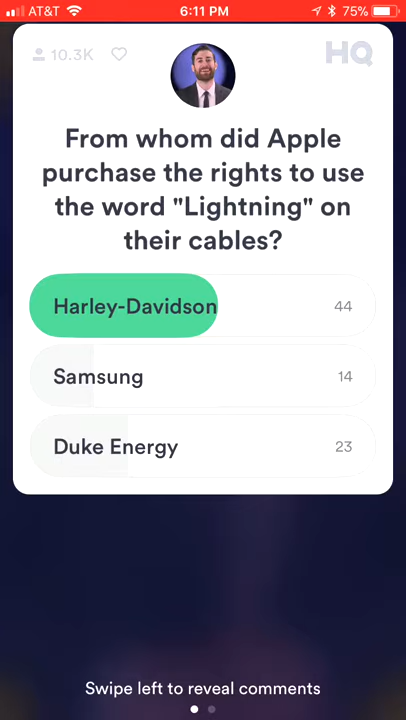 AT&T 6:11 PM 75%
10.3K HQ
From whom did Apple
purchase the rights to use
the word "Lightning" on
their cables?
Harley-Davidson 44
Samsung 14
Duke Energy 23
Swipe left to reveal comments